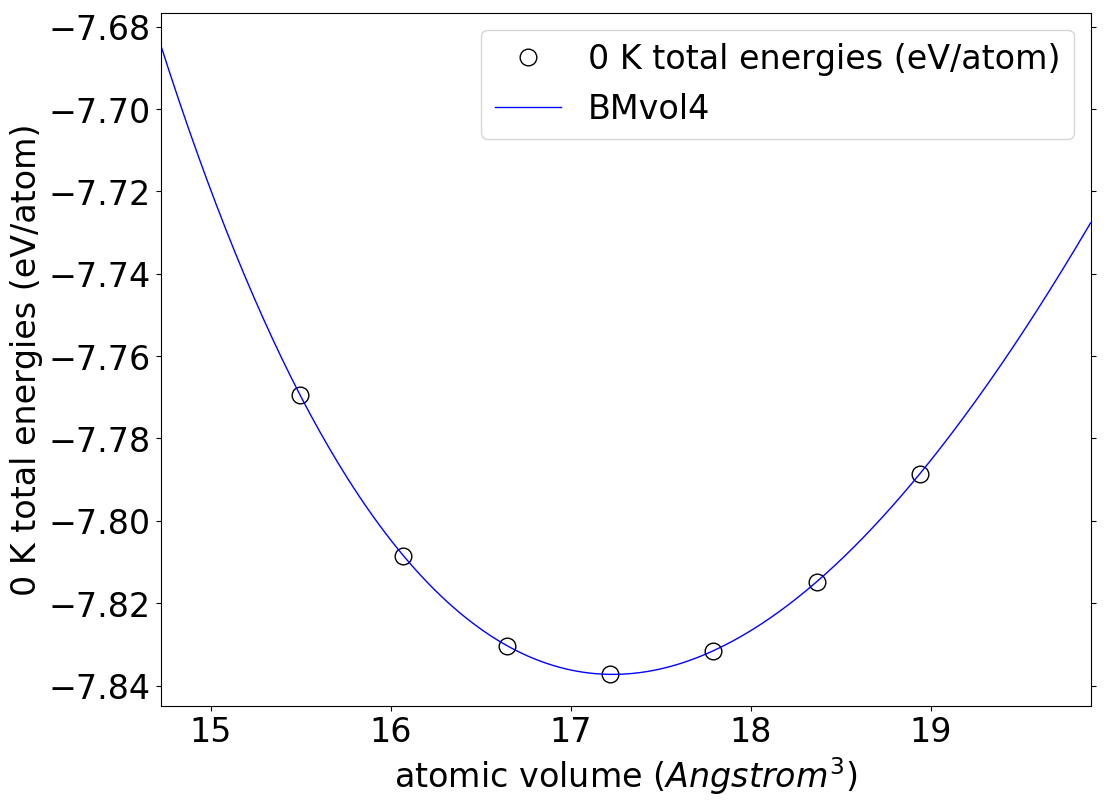 0 K total energies (eV/atom)
BMvol4
0 K total energies (eV/atom)
−7.68
−7.70
−7.72
−7.74
−7.76
−7.78
−7.80
−7.82
−7.84
15 16 17 18 19
atomic volume (Angstrom³)